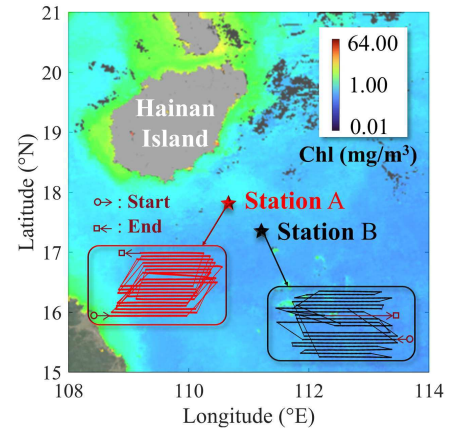 21
20
19
18
17
16
15
Latitude (°N)
64.00
1.00
0.01
Chl (mg/m³)
Hainan
Island
: Start
: End
Station A
Station B
108
110
112
114
Longitude (°E)